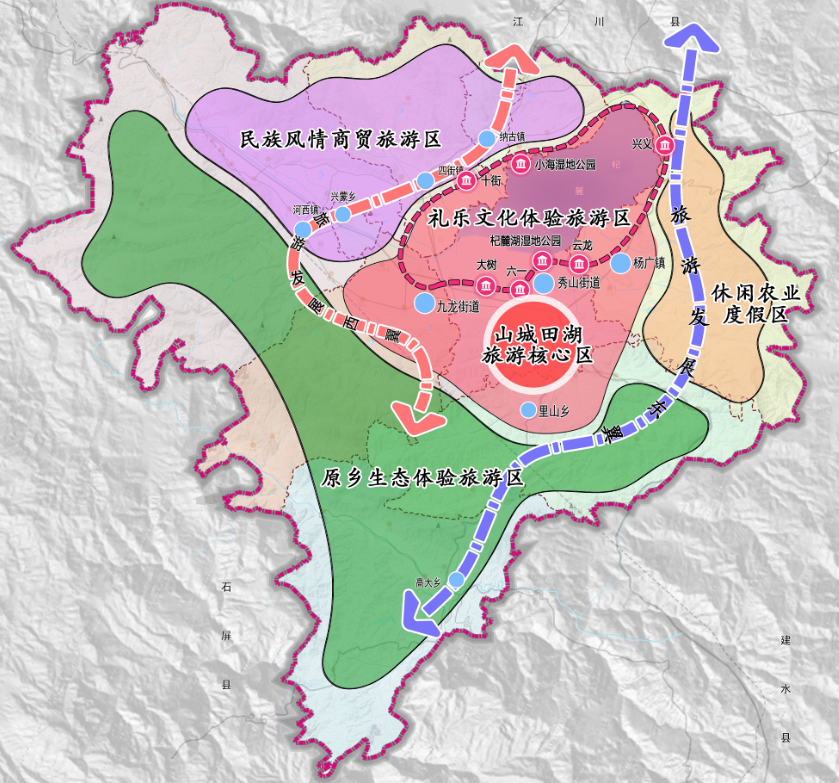 江 川 县
民族风情商贸旅游区
纳古镇
兴义
小海湿地公园
四街镇
十街
杞
麓
兴蒙乡
河西镇
礼乐文化体验旅游区
旅游发展西翼
杞麓湖湿地公园
云龙
大树
六一
杨广镇
秀山街道
九龙街道
旅游发展东翼
休闲农业
度假区
山城田湖
旅游核心区
里山乡
原乡生态体验旅游区
高大乡
石屏县
建水县